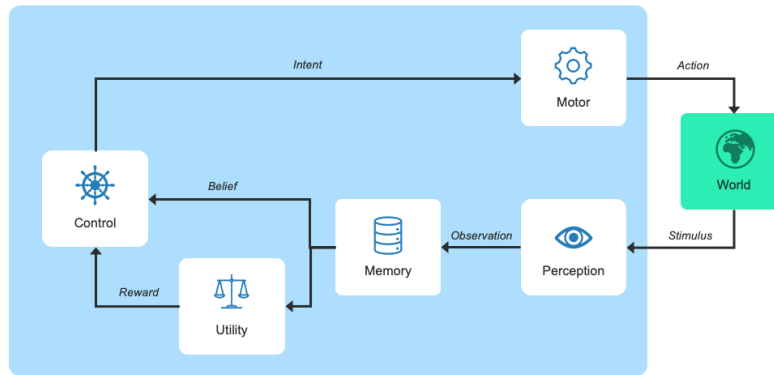 Intent
Motor
Action
World
Control
Belief
Memory
Observation
Perception
Stimulus
Reward
Utility